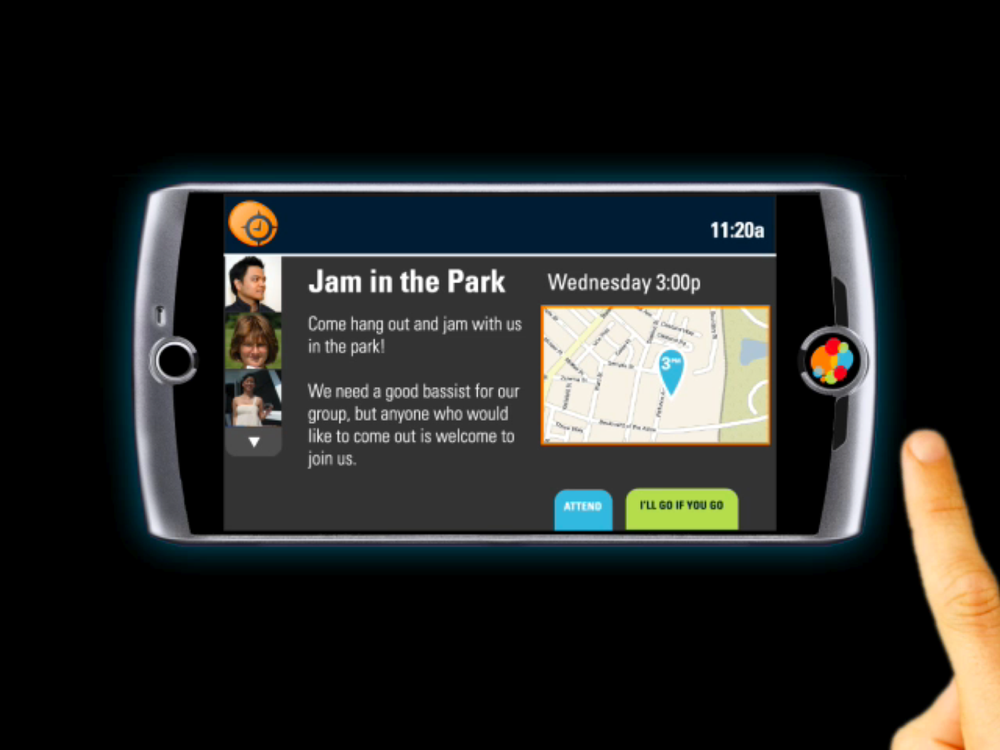 11:20a
Jam in the Park
Wednesday 3:00p
Come hang out and jam with us
in the park!
We need a good bassist for our
group, but anyone who would
like to come out is welcome to
join us.
3PM
ATTEND
I'LL GO IF YOU GO